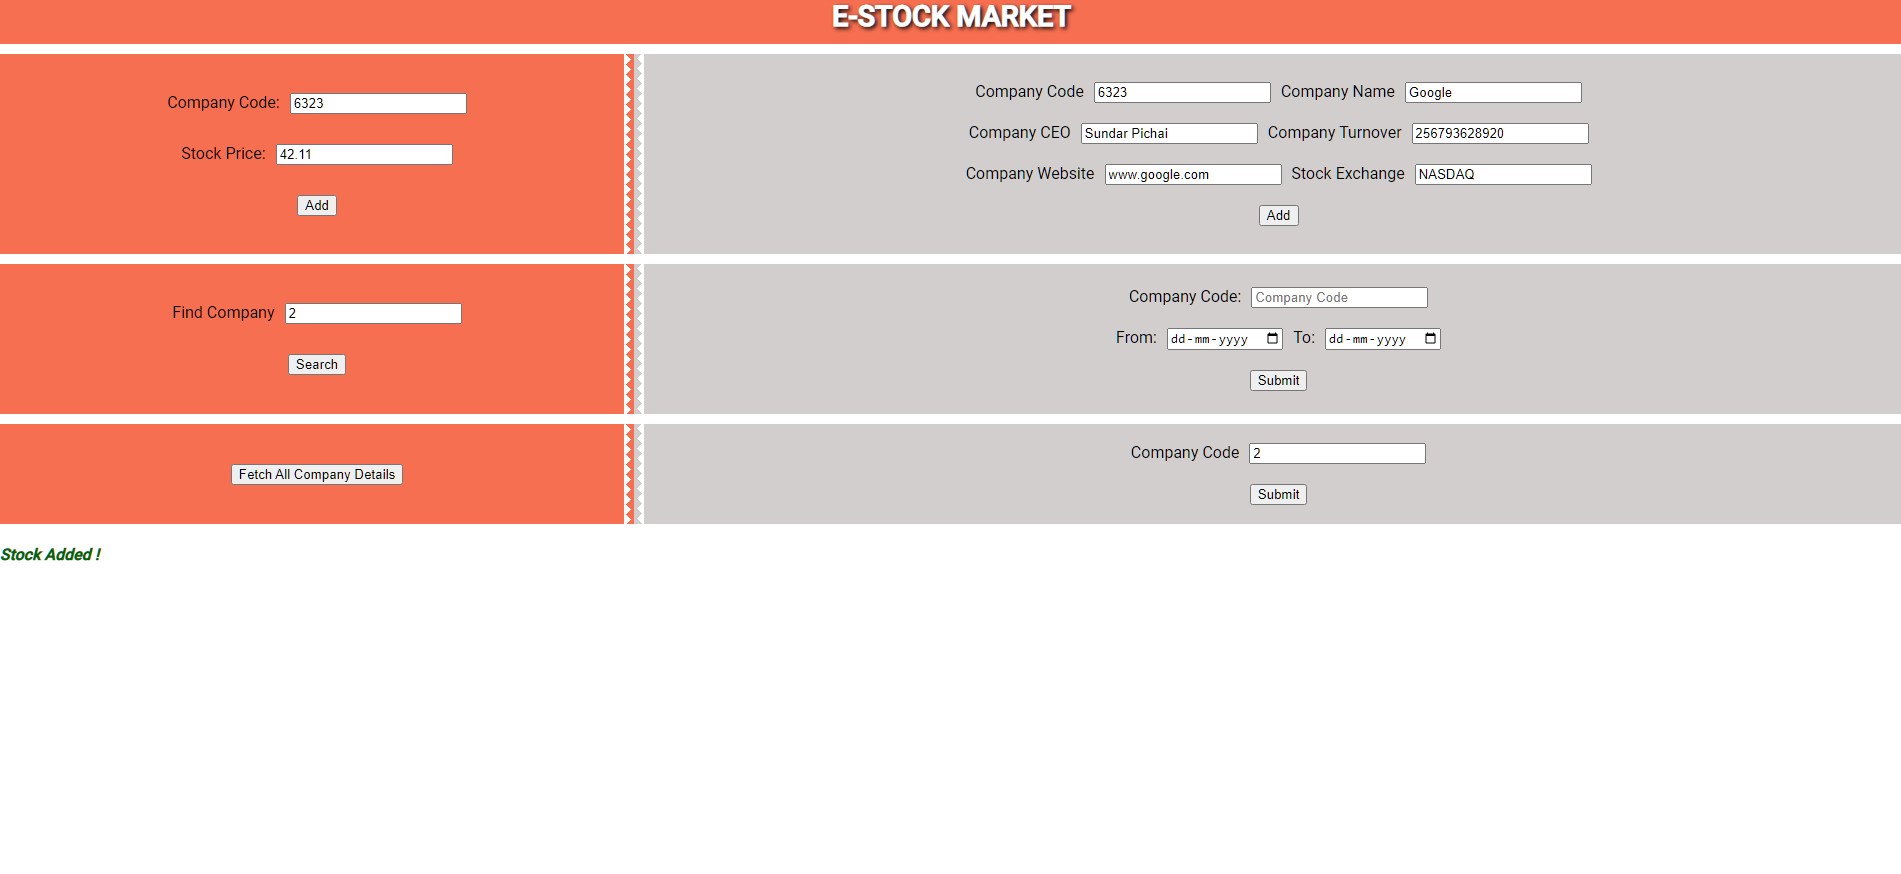 E-STOCK MARKET
Company Code: 6323
Stock Price: 42.11
Add
Company Code 6323 Company Name Google
Company CEO Sundar Pichai Company Turnover 256793628920
Company Website www.google.com Stock Exchange NASDAQ
Add
Find Company 2
Search
Company Code: Company Code
From: dd-mm-yyyy To: dd-mm-yyyy
Submit
Fetch All Company Details
Company Code 2
Submit
Stock Added !